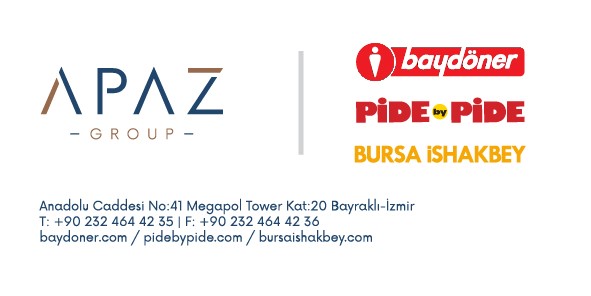 APAZ
- GROUP -
baydöner
PiDE by PiDE
BURSA iSHAKBEY
Anadolu Caddesi No:41 Megapol Tower Kat:20 Bayraklı-İzmir
T: +90 232 464 42 35 | F: +90 232 464 42 36
baydoner.com / pidebypide.com / bursaishakbey.com